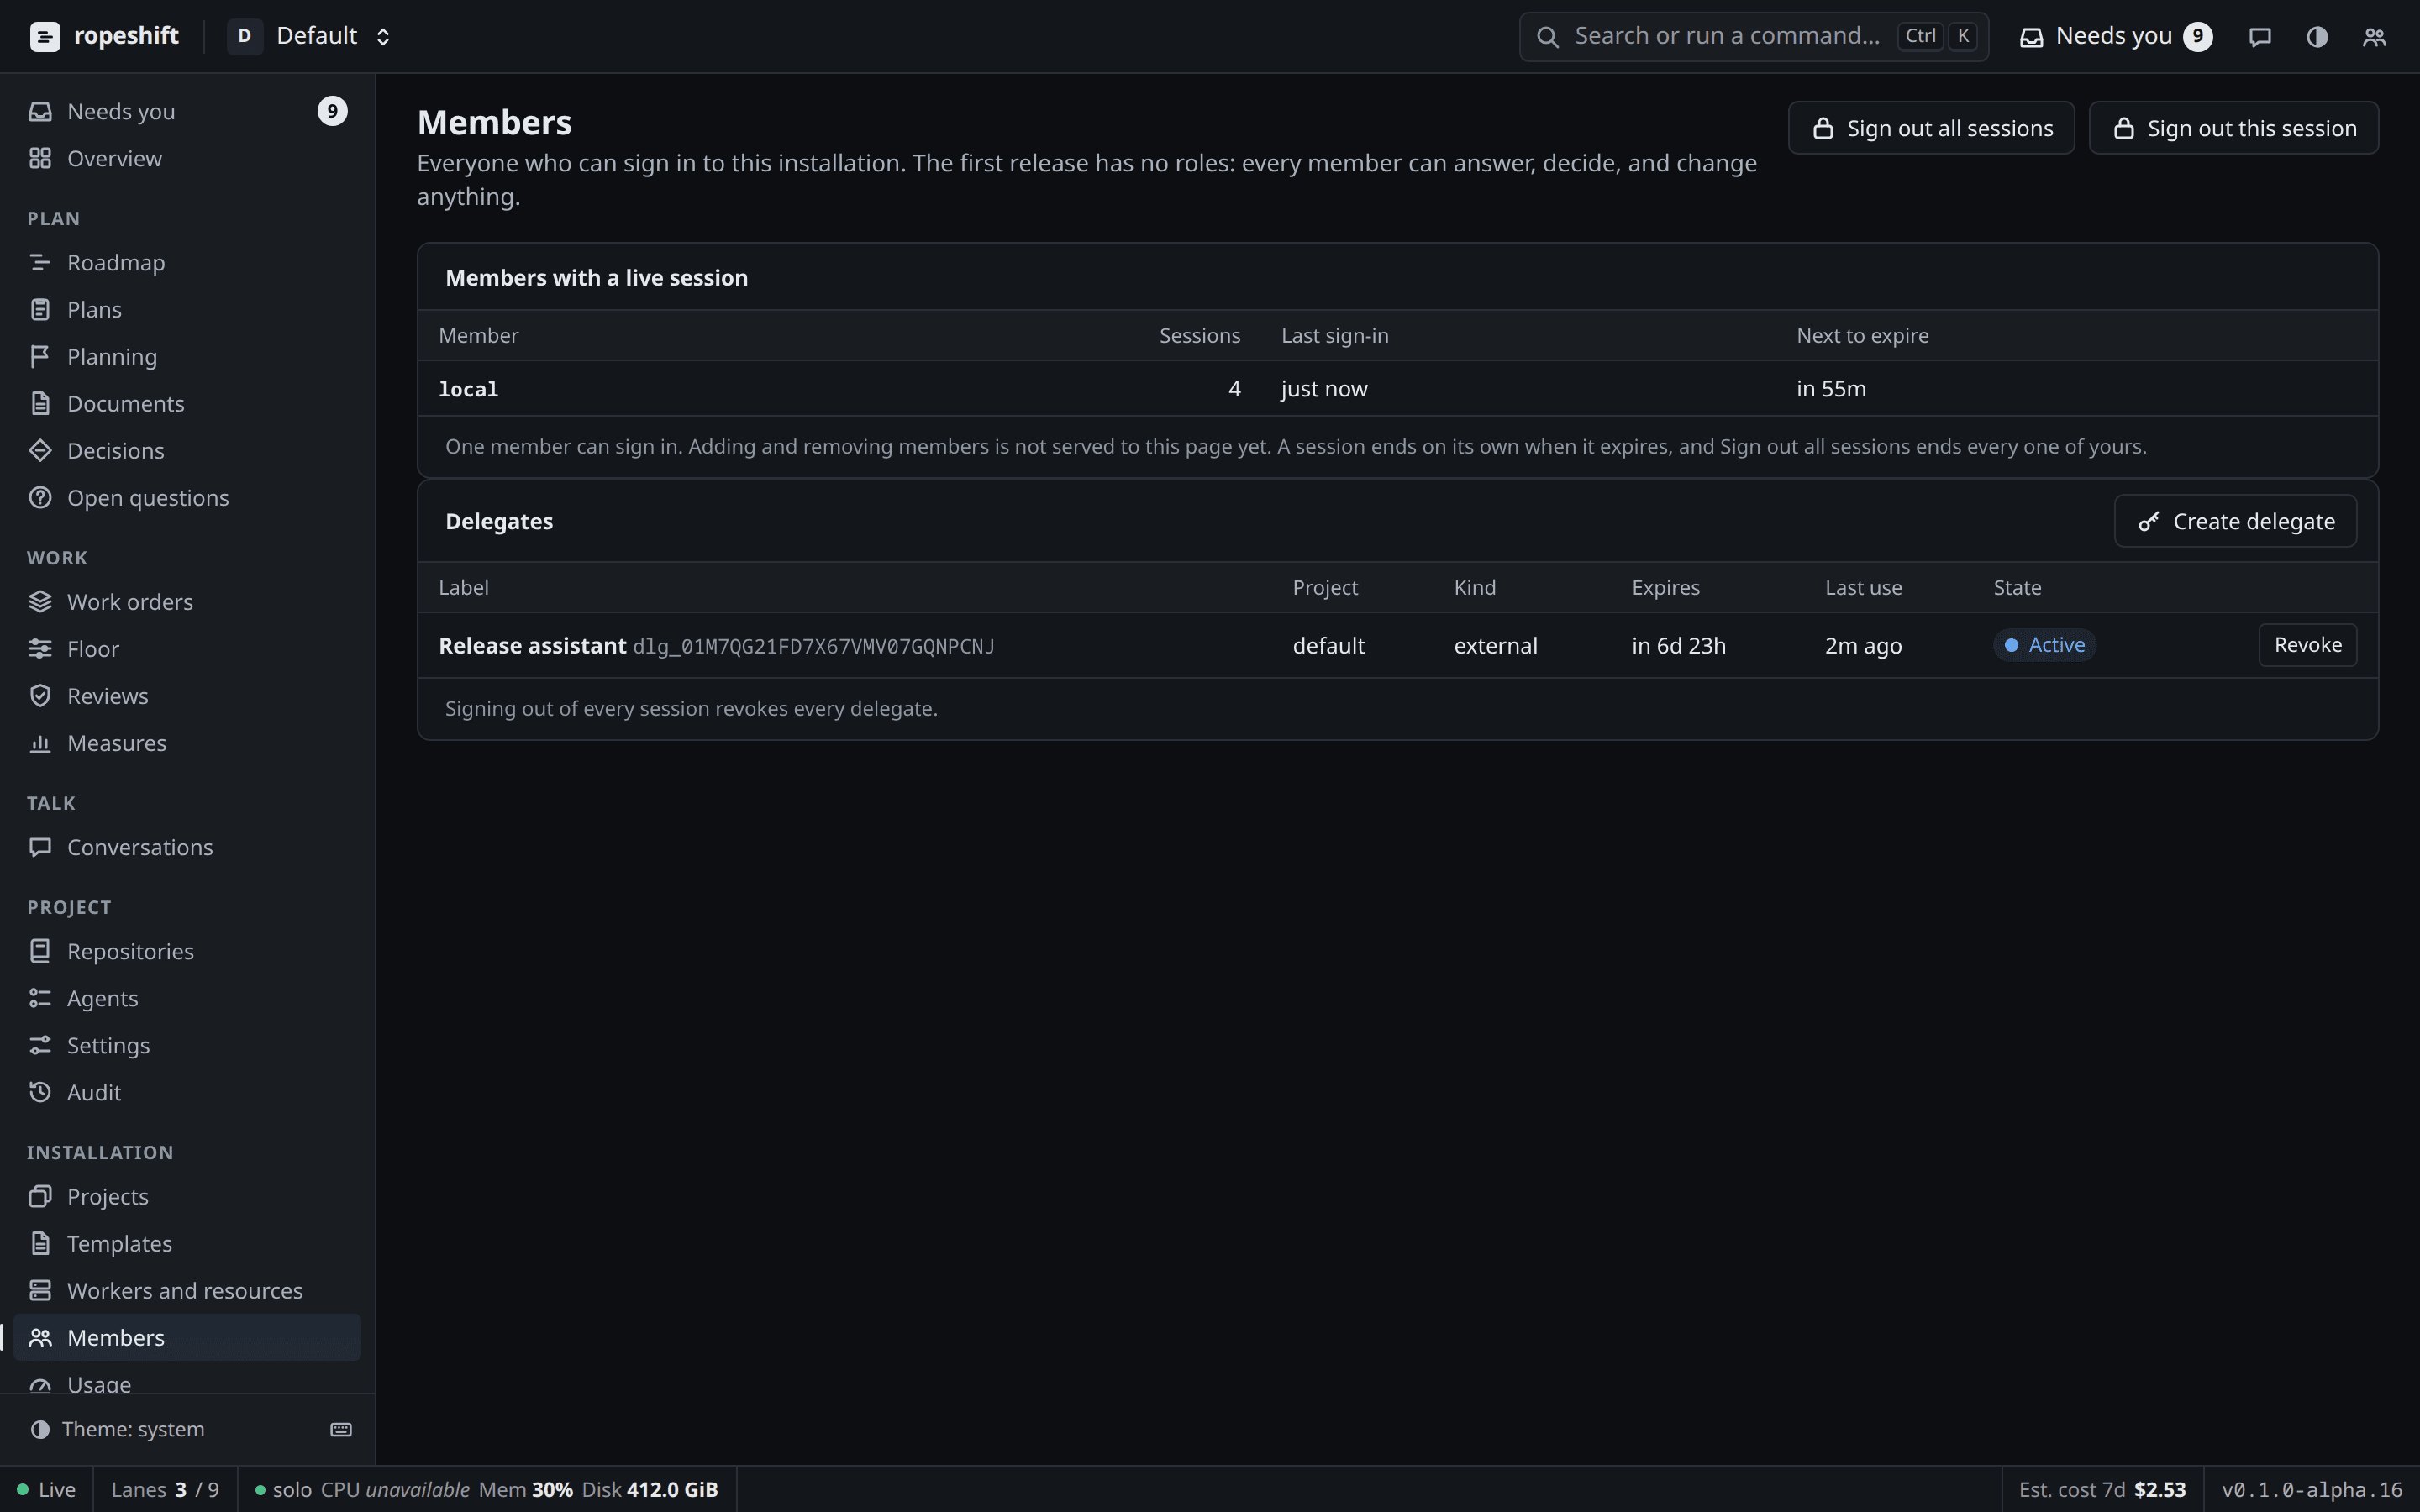 ropeshift
D Default
Search or run a command... Ctrl K
Needs you 9
Needs you 9
Overview
PLAN
Roadmap
Plans
Planning
Documents
Decisions
Open questions
WORK
Work orders
Floor
Reviews
Measures
TALK
Conversations
PROJECT
Repositories
Agents
Settings
Audit
INSTALLATION
Projects
Templates
Workers and resources
Members
Usage
Theme: system
Members
Everyone who can sign in to this installation. The first release has no roles: every member can answer, decide, and change
anything.
Sign out all sessions
Sign out this session
Members with a live session
Member Sessions Last sign-in Next to expire
local 4 just now in 55m
One member can sign in. Adding and removing members is not served to this page yet. A session ends on its own when it expires, and Sign out all sessions ends every one of yours.
Delegates
Create delegate
Label Project Kind Expires Last use State
Release assistant dlg_01M7QG21FD7X67VMV07GQNPCNJ default external in 6d 23h 2m ago Active Revoke
Signing out of every session revokes every delegate.
Live Lanes 3 / 9 solo CPU unavailable Mem 30% Disk 412.0 GiB Est. cost 7d $2.53 v0.1.0-alpha.16